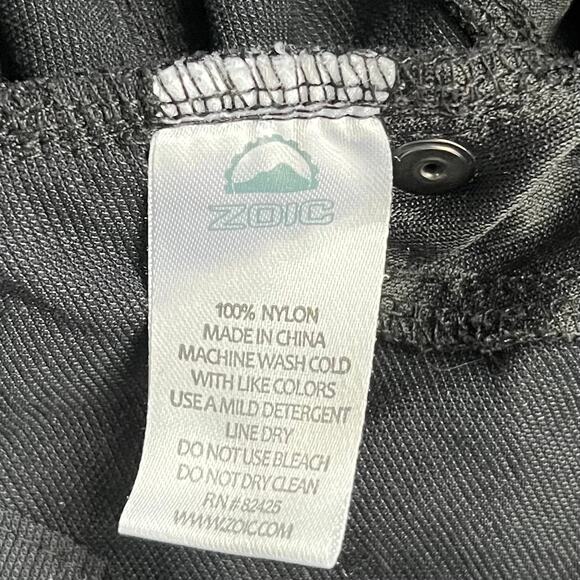 ZOIC
100% NYLON
MADE IN CHINA
MACHINE WASH COLD
WITH LIKE COLORS
USE A MILD DETERGENT
LINE DRY
DO NOT USE BLEACH
DO NOT DRY CLEAN
RN # 82425
WWW.ZOIC.COM